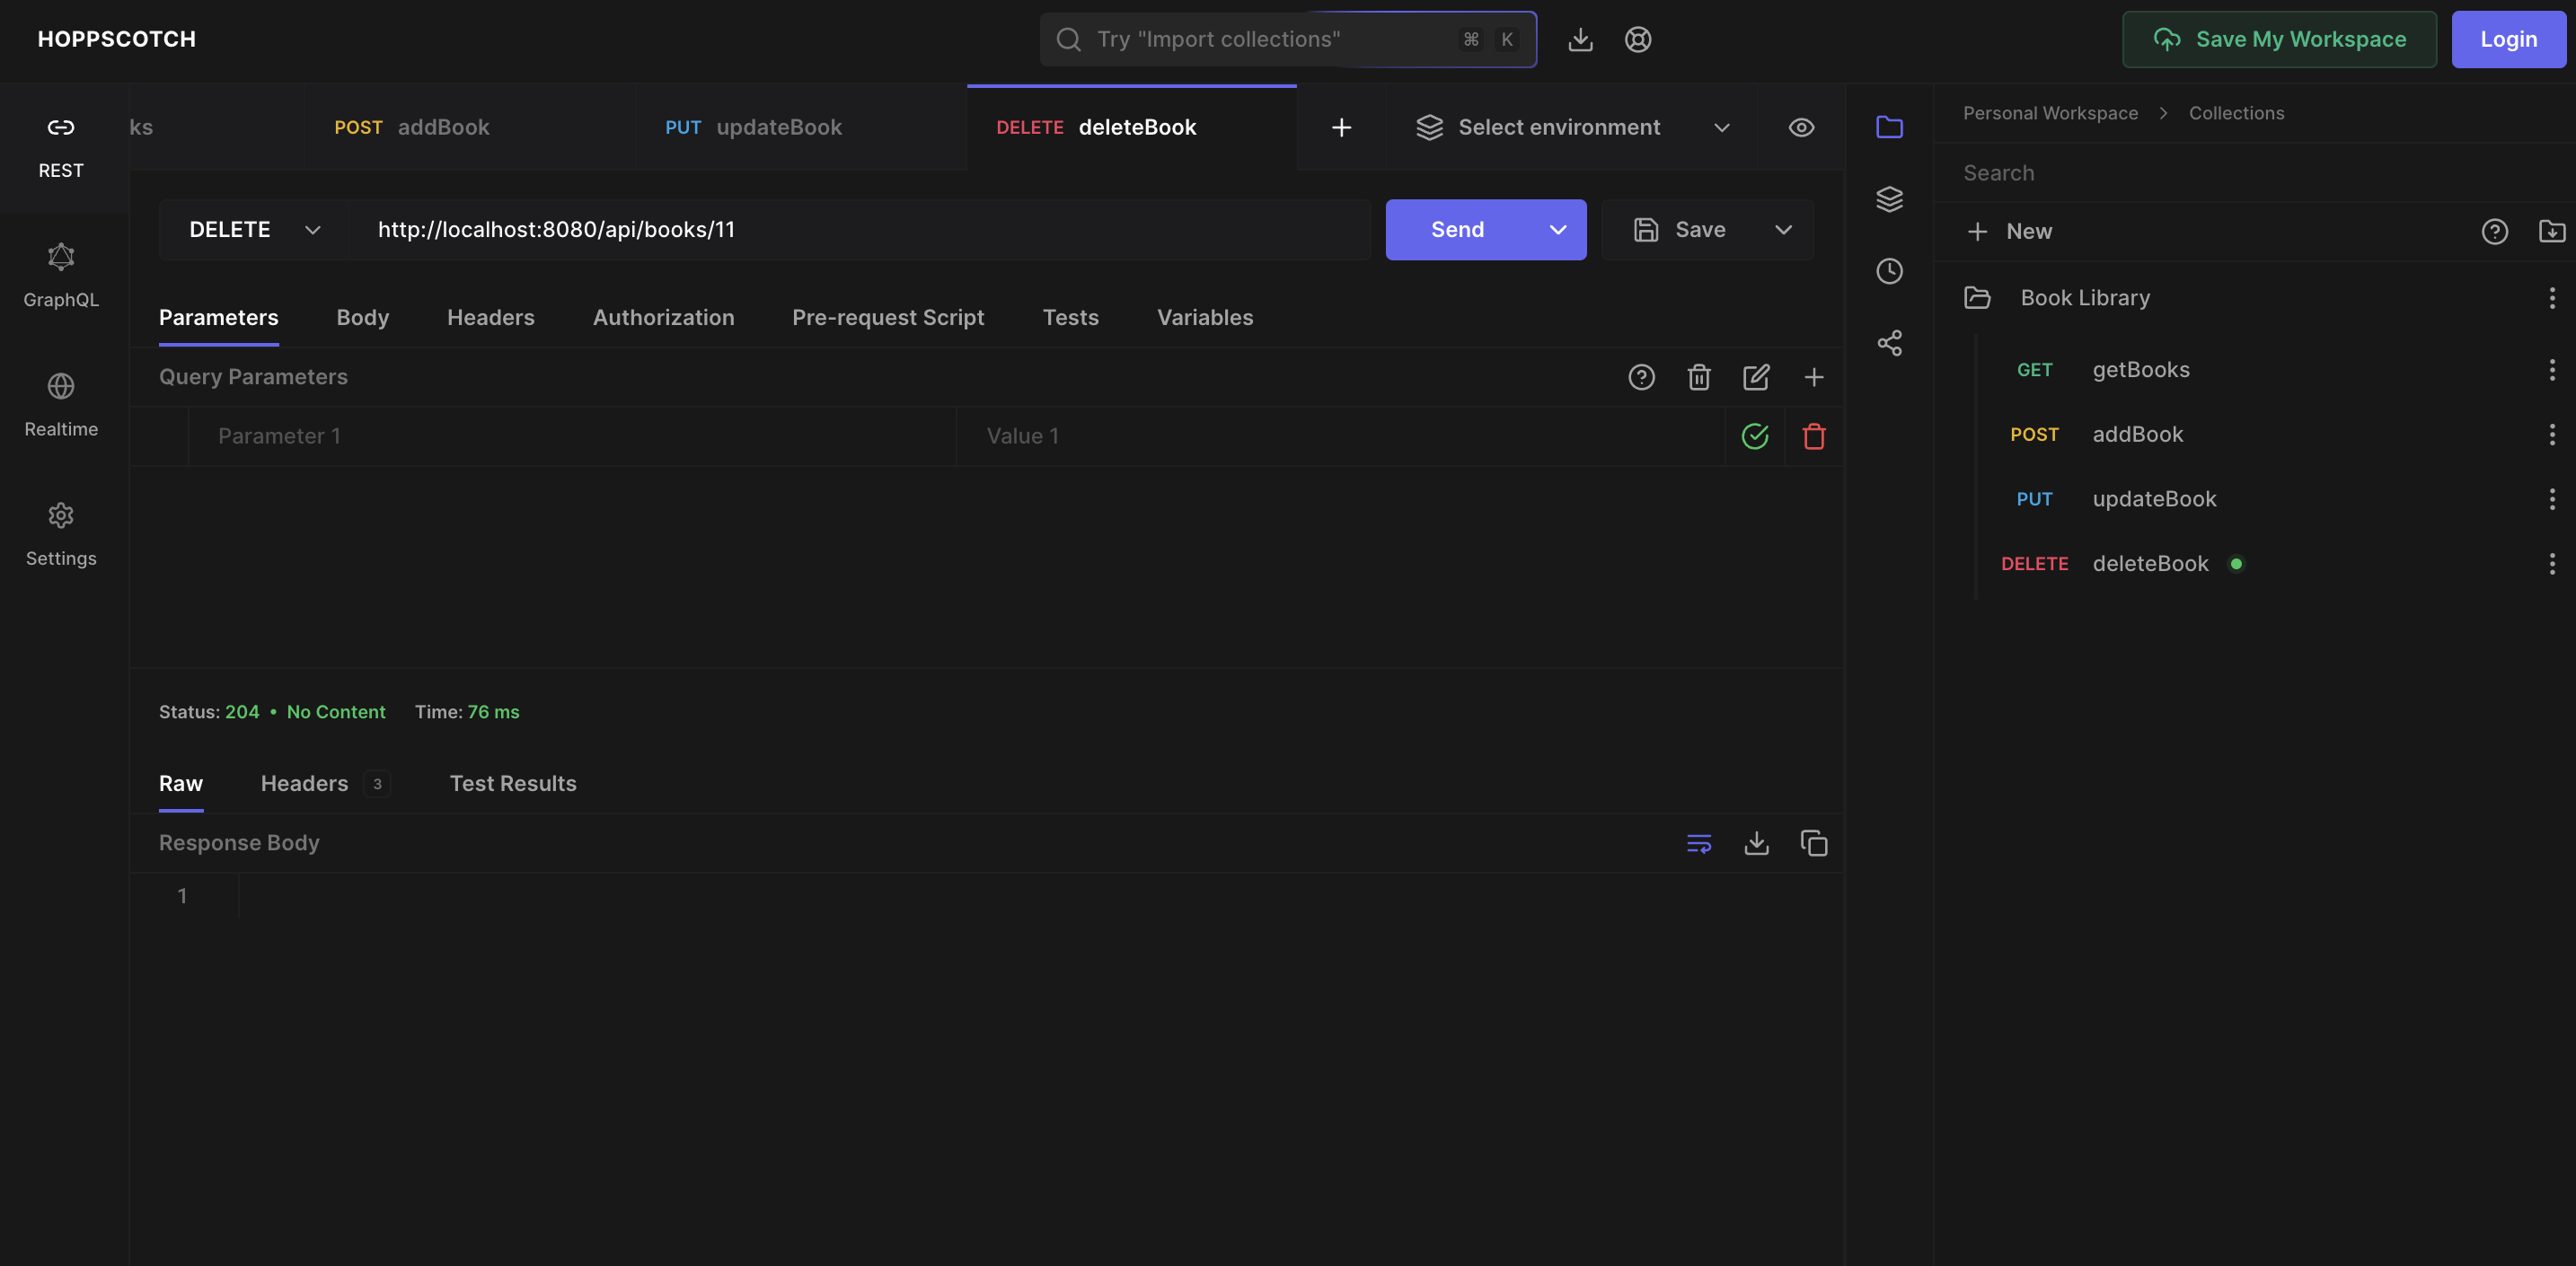 HOPPSCOTCH
Try "Import collections"
⌘ K
Save My Workspace
Login
REST
GraphQL
Realtime
Settings
ks
POST addBook
PUT updateBook
DELETE deleteBook
Select environment
DELETE
http://localhost:8080/api/books/11
Send
Save
Parameters
Body
Headers
Authorization
Pre-request Script
Tests
Variables
Query Parameters
Parameter 1
Value 1
Status: 204 • No Content Time: 76 ms
Raw
Headers 3
Test Results
Response Body
1
Personal Workspace > Collections
Search
New
Book Library
GET getBooks
POST addBook
PUT updateBook
DELETE deleteBook